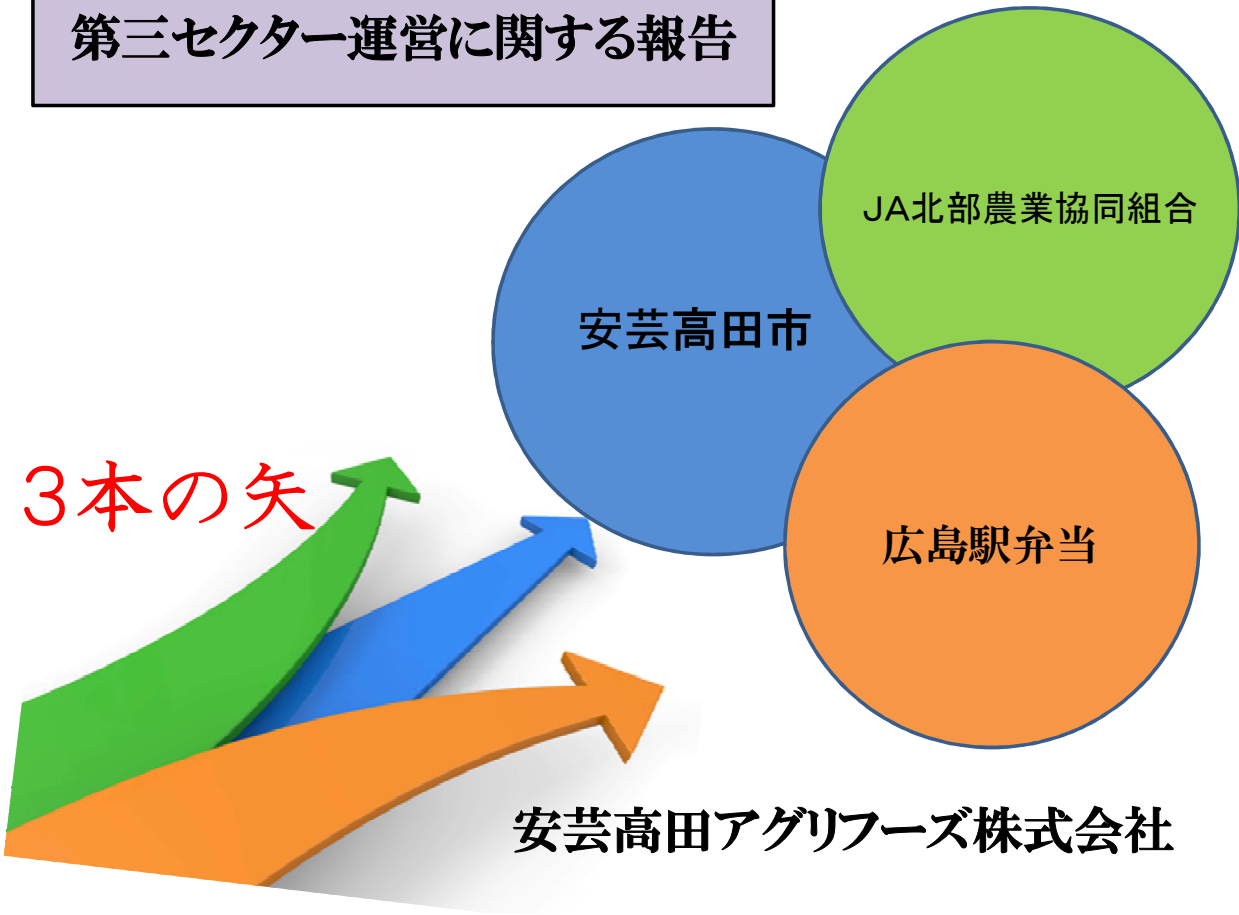 第三セクター運営に関する報告
JA北部農業協同組合
安芸高田市
3本の矢
広島駅弁当
安芸高田アグリフーズ株式会社